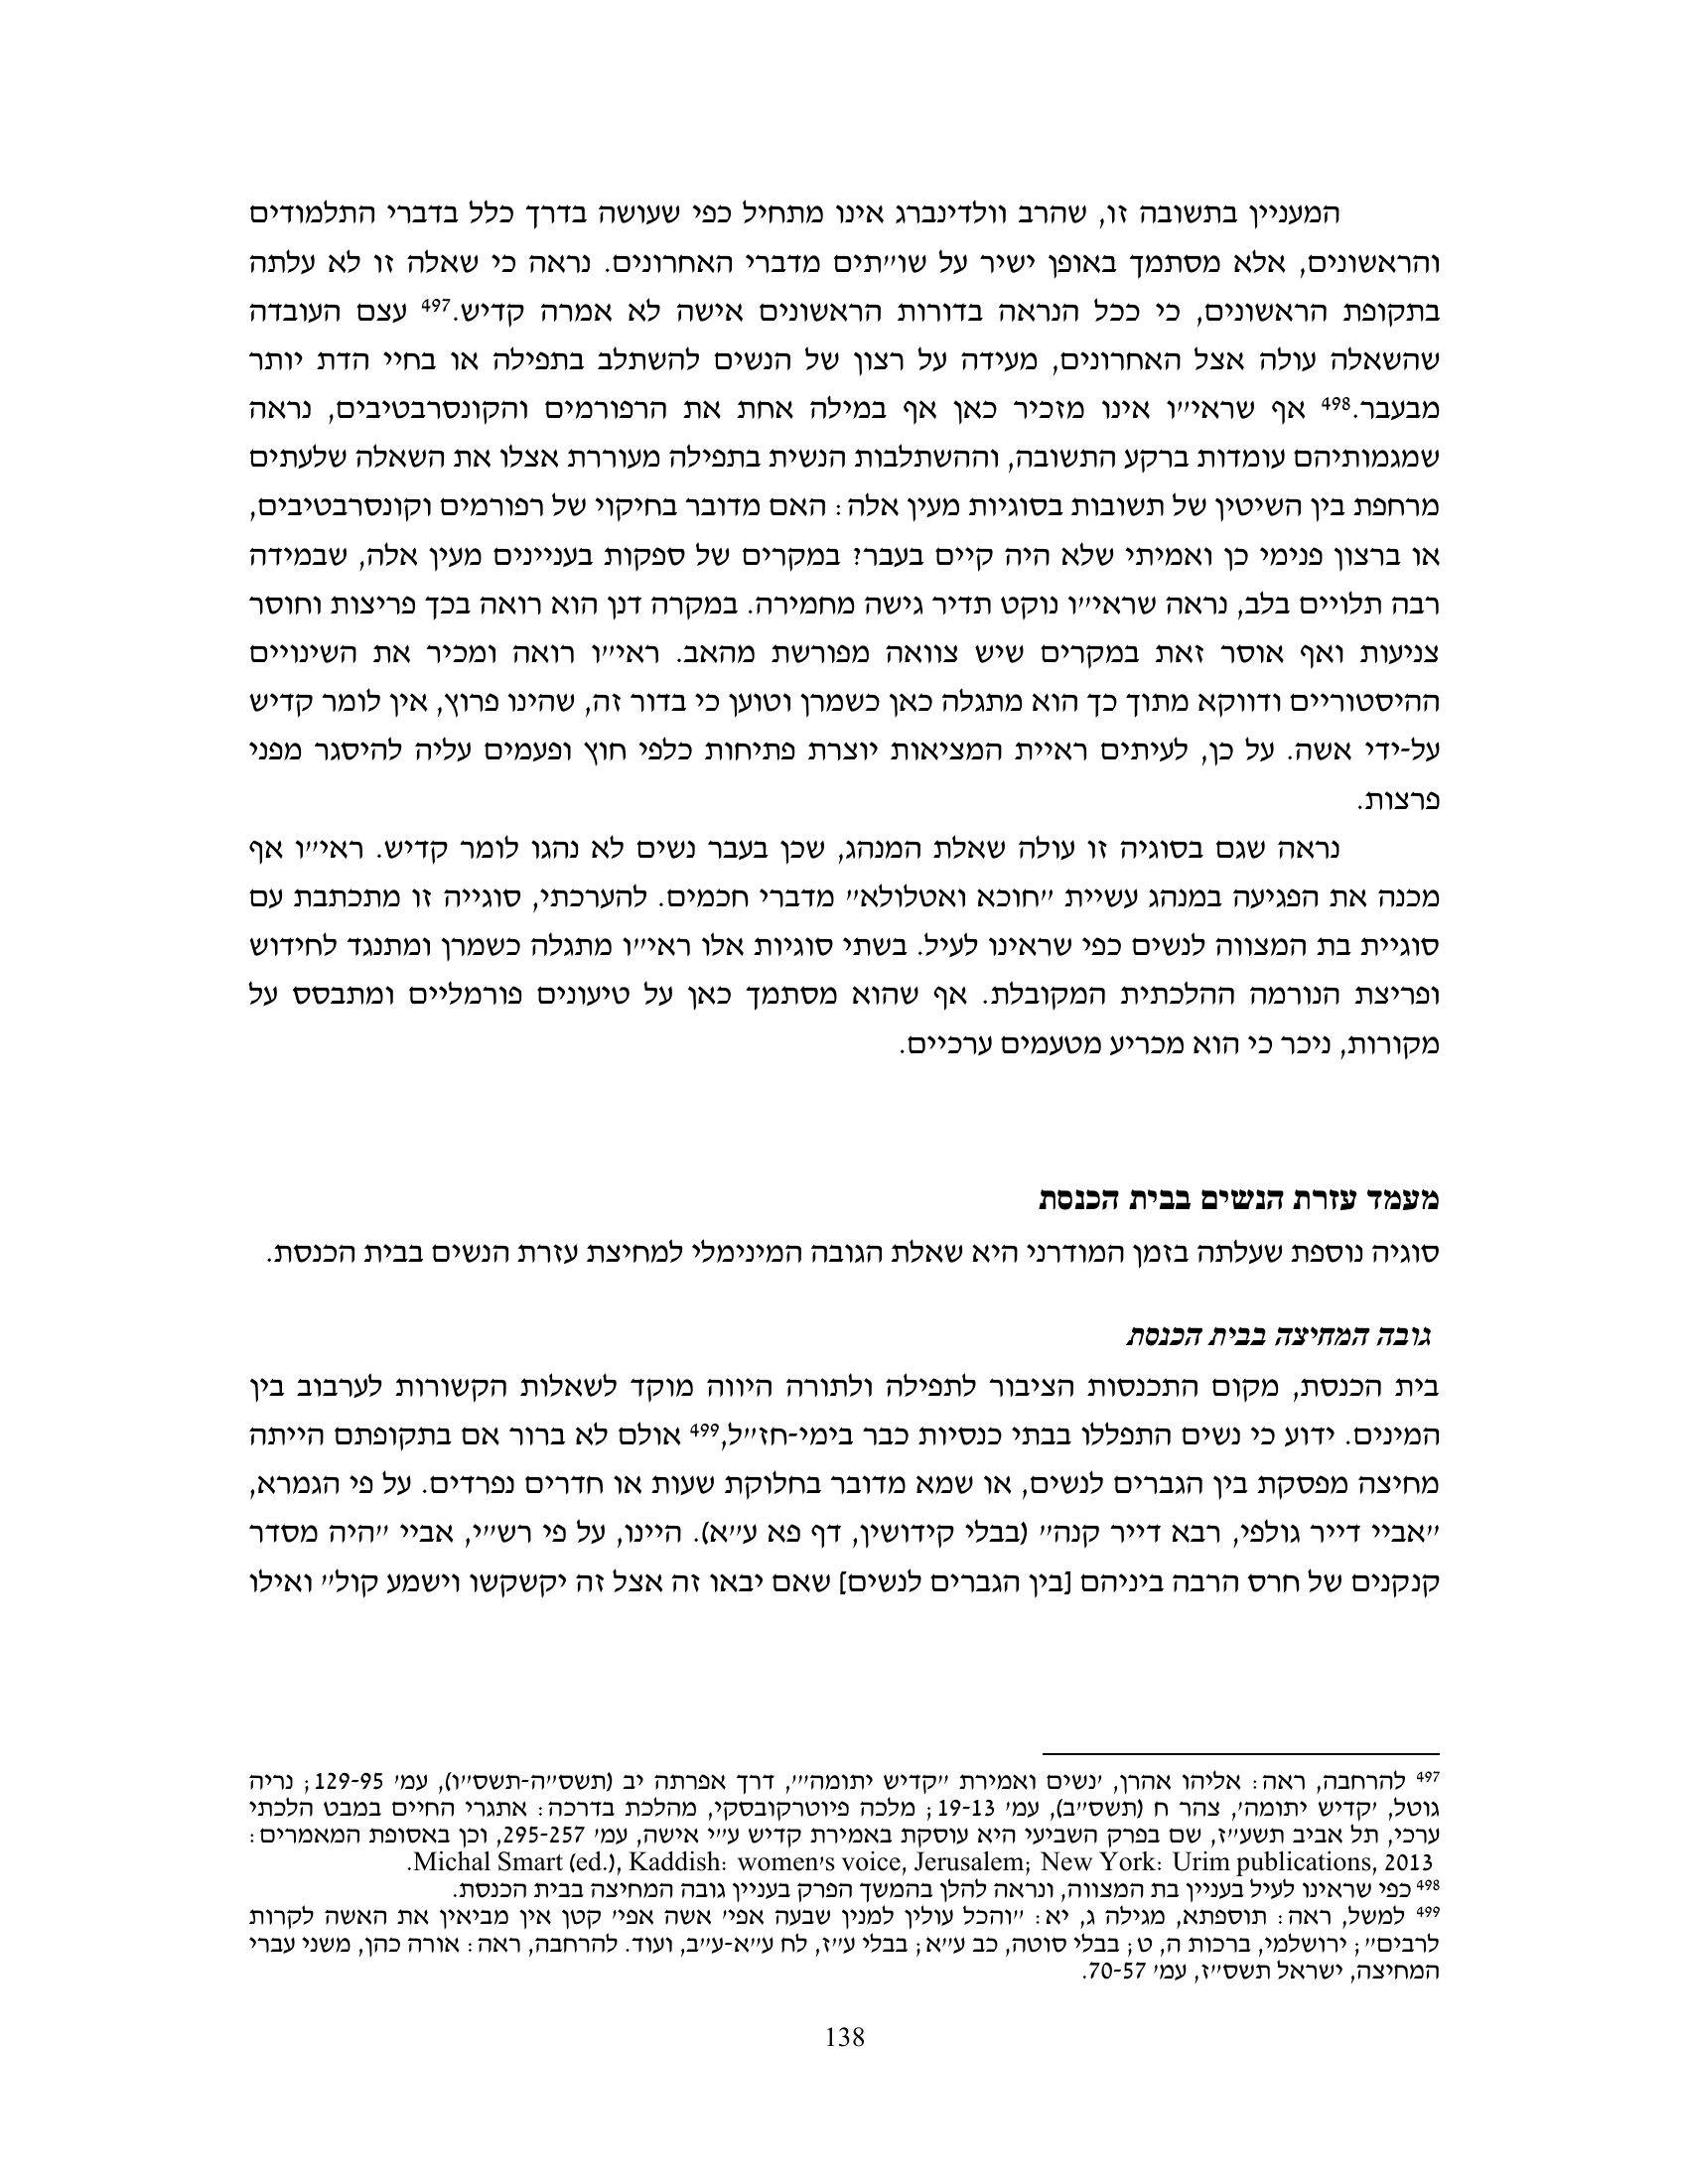 המעניין בתשובה זו, שהרב וולדינברג אינו מתחיל כפי שעושה בדרך כלל בדברי התלמודים
והראשונים, אלא מסתמך באופן ישיר על שו״תים מדברי האחרונים. נראה כי שאלה זו לא עלתה
בתקופת הראשונים, כי ככל הנראה בדורות הראשונים אישה לא אמרה קדיש.497 עצם העובדה
שהשאלה עולה אצל האחרונים, מעידה על רצון של הנשים להשתלב בתפילה או בחיי הדת יותר
מבעבר.498 אף שראי״ו אינו מזכיר כאן אף במילה אחת את הרפורמים והקונסרבטיבים, נראה
שמגמותיהם עומדות ברקע התשובה, וההשתלבות הנשית בתפילה מעוררת אצלו את השאלה שלעתים
מרחפת בין השיטין של תשובות בסוגיות מעין אלה: האם מדובר בחיקוי של רפורמים וקונסרבטיבים,
או ברצון פנימי כן ואמיתי שלא היה קיים בעבר? במקרים של ספקות בעניינים מעין אלה, שבמידה
רבה תלויים בלב, נראה שראי״ו נוקט תדיר גישה מחמירה. במקרה דנן הוא רואה בכך פריצות וחוסר
צניעות ואף אוסר זאת במקרים שיש צוואה מפורשת מהאב. ראי״ו רואה ומכיר את השינויים
ההיסטוריים ודווקא מתוך כך הוא מתגלה כאן כשמרן וטוען כי בדור זה, שהינו פרוץ, אין לומר קדיש
על-ידי אשה. על כן, לעיתים ראיית המציאות יוצרת פתיחות כלפי חוץ ופעמים עליה להיסגר מפני
פרצות.
נראה שגם בסוגיה זו עולה שאלת המנהג, שכן בעבר נשים לא נהגו לומר קדיש. ראי״ו אף
מכנה את הפגיעה במנהג עשיית ״חוכא ואטלולא״ מדברי חכמים. להערכתי, סוגייה זו מתכתבת עם
סוגיית בת המצווה לנשים כפי שראינו לעיל. בשתי סוגיות אלו ראי״ו מתגלה כשמרן ומתנגד לחידוש
ופריצת הנורמה ההלכתית המקובלת. אף שהוא מסתמך כאן על טיעונים פורמליים ומתבסס על
מקורות, ניכר כי הוא מכריע מטעמים ערכיים.
מעמד עזרת הנשים בבית הכנסת
סוגיה נוספת שעלתה בזמן המודרני היא שאלת הגובה המינימלי למחיצת עזרת הנשים בבית הכנסת.
גובה המחיצה בבית הכנסת
בית הכנסת, מקום התכנסות הציבור לתפילה ולתורה היווה מוקד לשאלות הקשורות לערבוב בין
המינים. ידוע כי נשים התפללו בבתי כנסיות כבר בימי-חז״ל,499 אולם לא ברור אם בתקופתם הייתה
מחיצה מפסקת בין הגברים לנשים, או שמא מדובר בחלוקת שעות או חדרים נפרדים. על פי הגמרא,
״אביי דייר גולפי, רבא דייר קנה״ (בבלי קידושין, דף פא ע״א). היינו, על פי רש״י, אביי ״היה מסדר
קנקנים של חרס הרבה ביניהם [בין הגברים לנשים] שאם יבאו זה אצל זה יקשקשו וישמע קול״ ואילו
497 להרחבה, ראה: אליהו אהרן, ׳נשים ואמירת ״קדיש יתומה״׳, דרך אפרתה יב (תשס״ה-תשס״ו), עמ׳ 129-95; נריה
גוטל, ׳קדיש יתומה׳, צהר ח (תשס״ב), עמ׳ 19-13; מלכה פיוטרקובסקי, מהלכת בדרכה: אתגרי החיים במבט הלכתי
ערכי, תל אביב תשע״ז, שם בפרק השביעי היא עוסקת באמירת קדיש ע״י אישה, עמ׳ 295-257, וכן באסופת המאמרים:
Michal Smart (ed.), Kaddish: women's voice, Jerusalem; New York: Urim publications, 2013.
498 כפי שראינו לעיל בעניין בת המצווה, ונראה להלן בהמשך הפרק בעניין גובה המחיצה בבית הכנסת.
499 למשל, ראה: תוספתא, מגילה ג, יא: ״והכל עולין למנין שבעה אפי׳ אשה אפי׳ קטן אין מביאין את האשה לקרות
לרבים״; ירושלמי, ברכות ה, ט; בבלי סוטה, כב ע״א; בבלי ע״ז, לח ע״א-ע״ב, ועוד. להרחבה, ראה: אורה כהן, משני עברי
המחיצה, ישראל תשס״ז, עמ׳ 70-57.
138